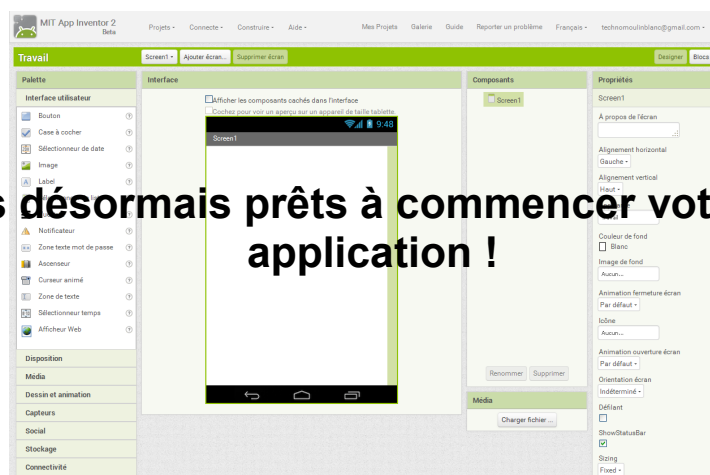 MIT App Inventor 2
Beta
Projets Connecte Construire Aide Mes Projets Galerie Guide Reporter un problème Français technomoulinblanc@gmail.com
Travail Screen1 Ajouter écran... Supprimer écran Designer Blocs
Palette Interface Composants Propriétés
Interface utilisateur
Screen1
Bouton
Case à cocher
Sélectionneur de date
Image
Label
Notificateur
Zone texte mot de passe
Ascenseur
Curseur animé
Zone de texte
Sélectionneur temps
Afficheur Web
Disposition
Média
Dessin et animation
Capteurs
Social
Stockage
Connectivité
Afficher les composants cachés dans l'interface
Cochez pour voir un aperçu sur un appareil de taille tablette.
9:48
Screen1
désormais prêts à commencer vot
application !
Screen1
Renommer Supprimer
Média
Charger fichier ...
A propos de l'écran
Alignement horizontal
Gauche
Alignement vertical
Haut
Couleur de fond
Blanc
Image de fond
Aucun...
Animation fermeture écran
Par défaut
Icône
Aucun...
Animation ouverture écran
Par défaut
Orientation écran
Indéterminé
Défilant
ShowStatusBar
Sizing
Fixed